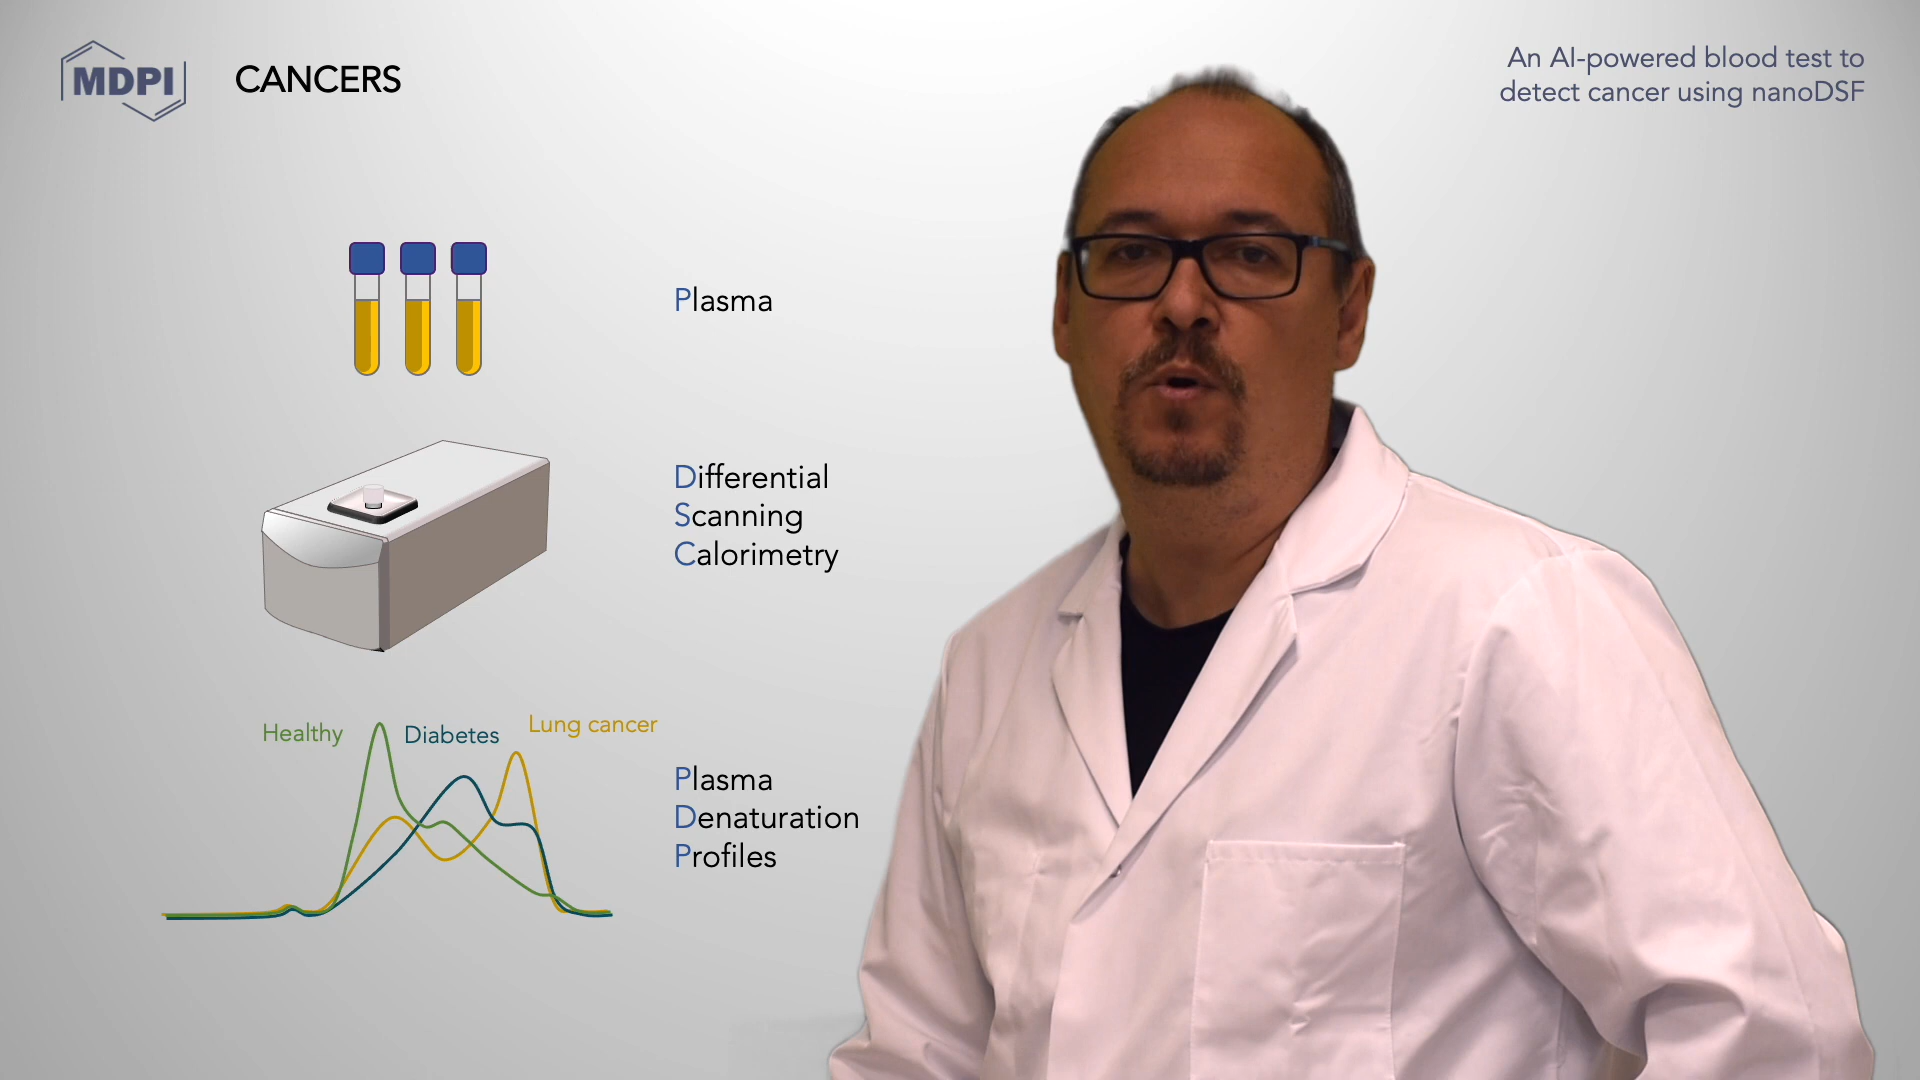 MDPI
CANCERS
An AI-powered blood test to
detect cancer using nanoDSF
Plasma
Differential
Scanning
Calorimetry
Healthy
Diabetes
Lung cancer
Plasma
Denaturation
Profiles